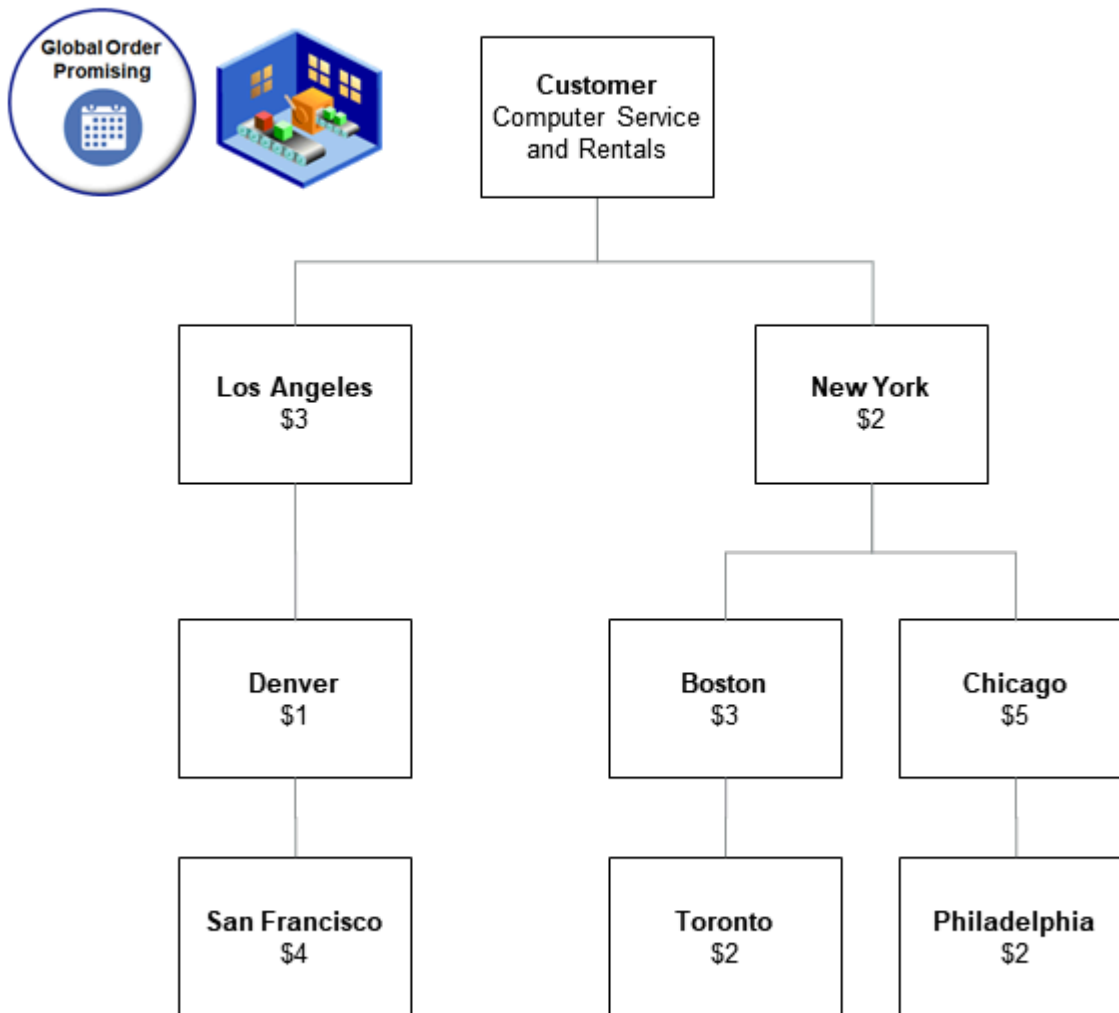 Global Order
Promising
Customer
Computer Service
and Rentals
Los Angeles
$3
New York
$2
Denver
$1
Boston
$3
Chicago
$5
San Francisco
$4
Toronto
$2
Philadelphia
$2